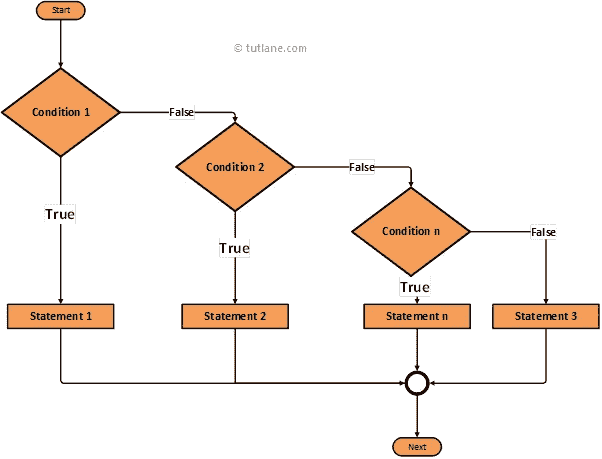 Start
© tutlane.com
Condition 1
False
Condition 2
False
True
Condition n
False
True
True
Statement 1
Statement 2
Statement n
Statement 3
Next